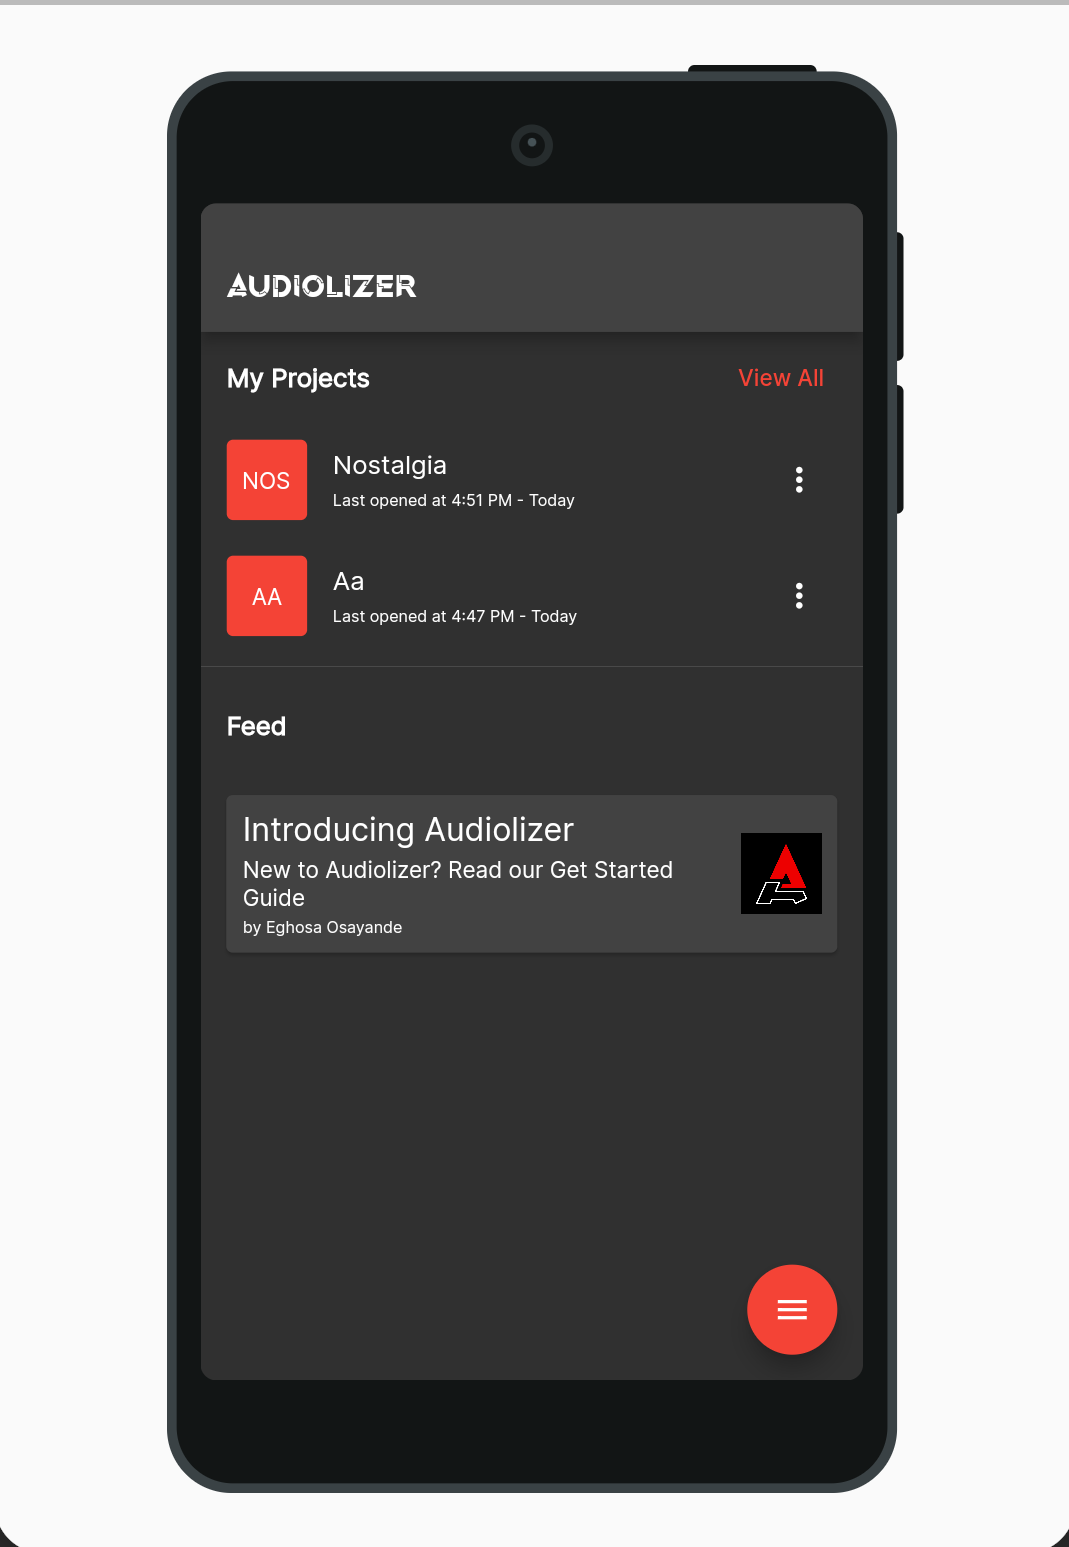 AUDIOLIZER
My Projects View All
NOS Nostalgia
Last opened at 4:51 PM - Today
AA Aa
Last opened at 4:47 PM - Today
Feed
Introducing Audiolizer
New to Audiolizer? Read our Get Started
Guide
by Eghosa Osayande